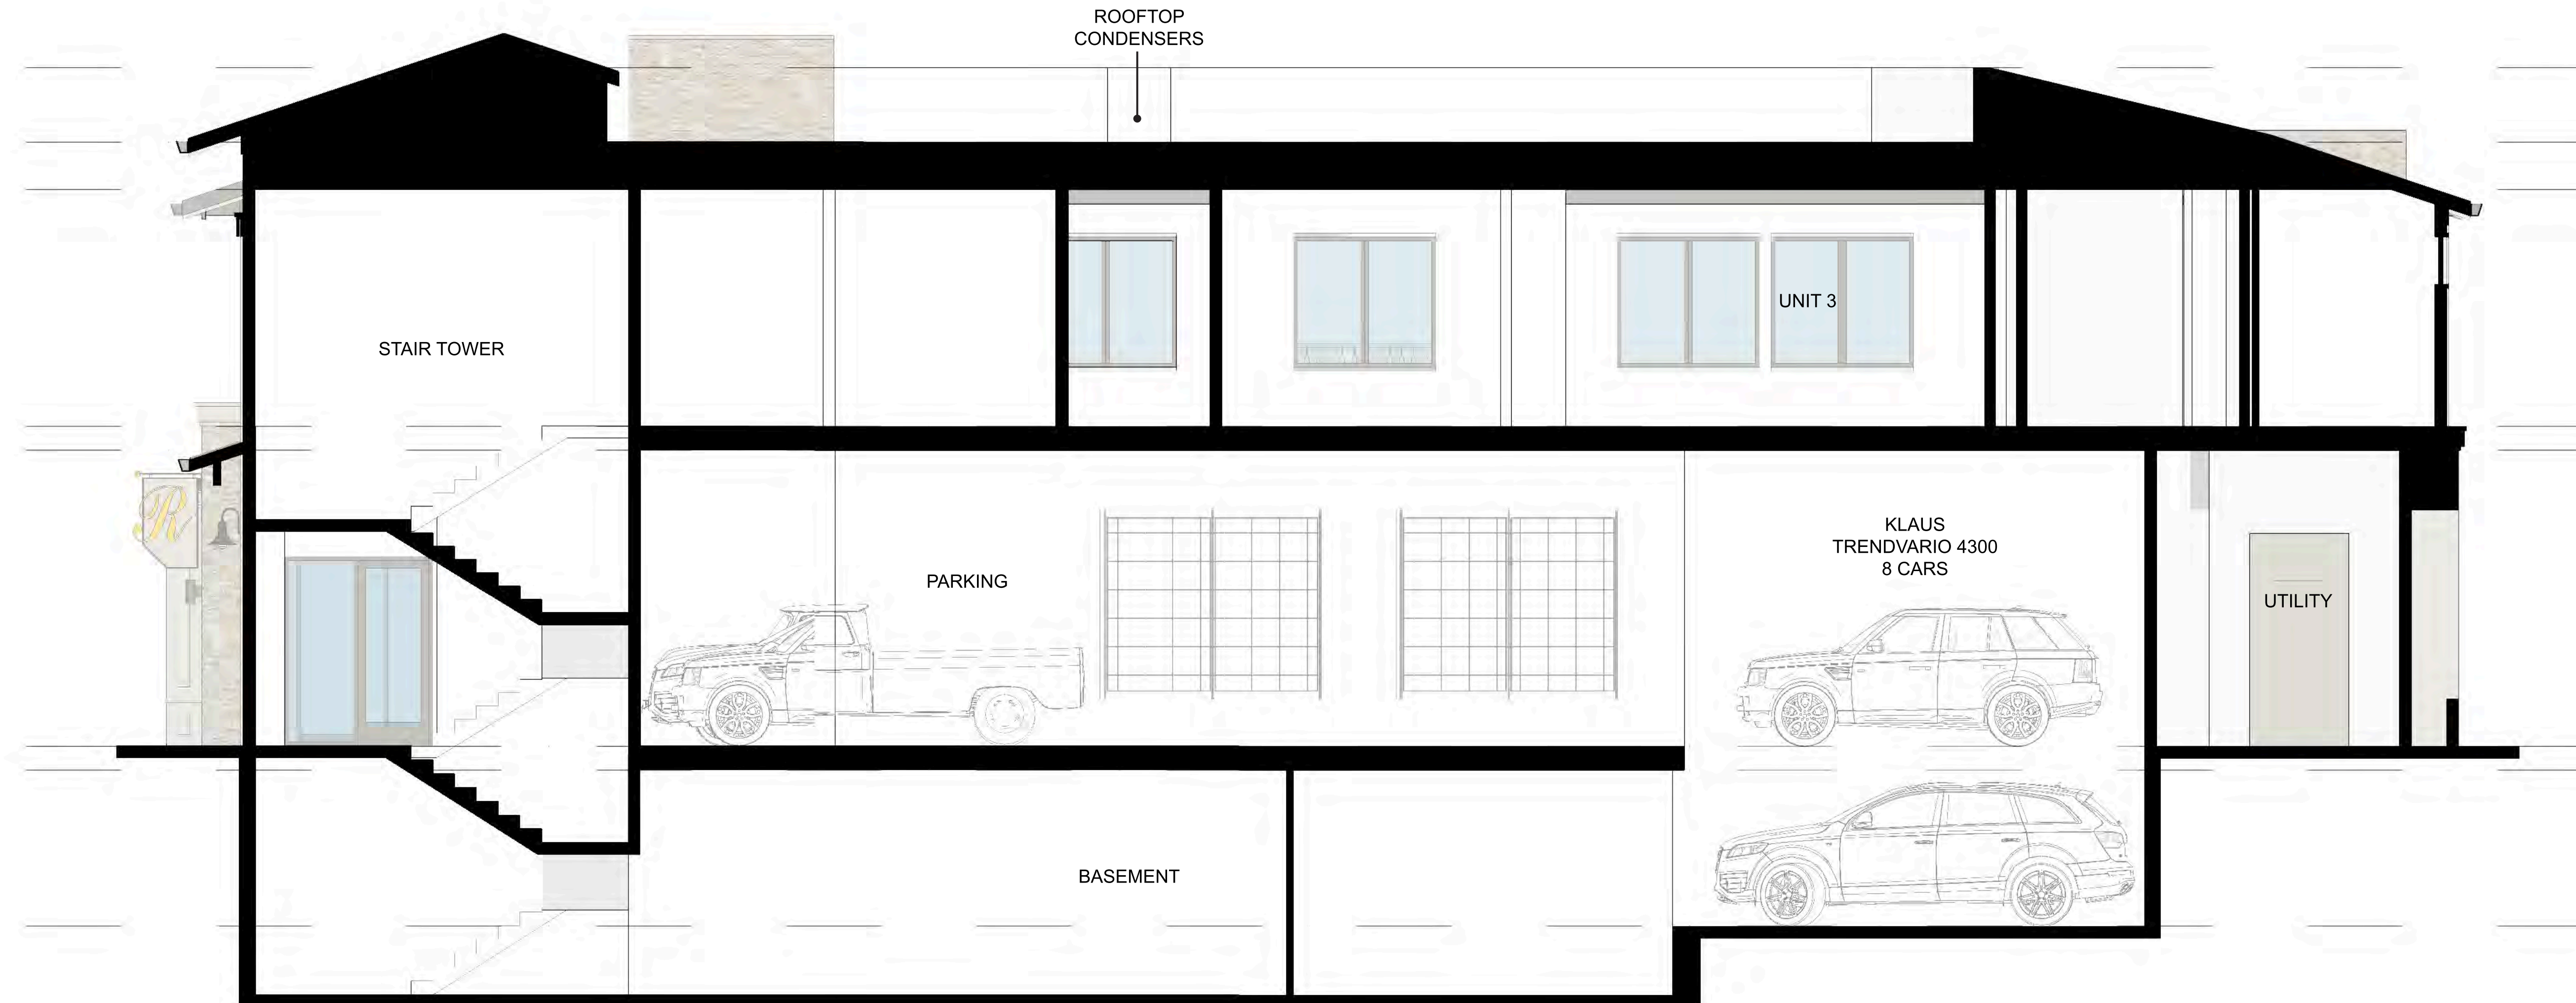 ROOFTOP
CONDENSERS
UNIT 3
STAIR TOWER
R
KLAUS
TRENDVARIO 4300
8 CARS
PARKING
UTILITY
BASEMENT